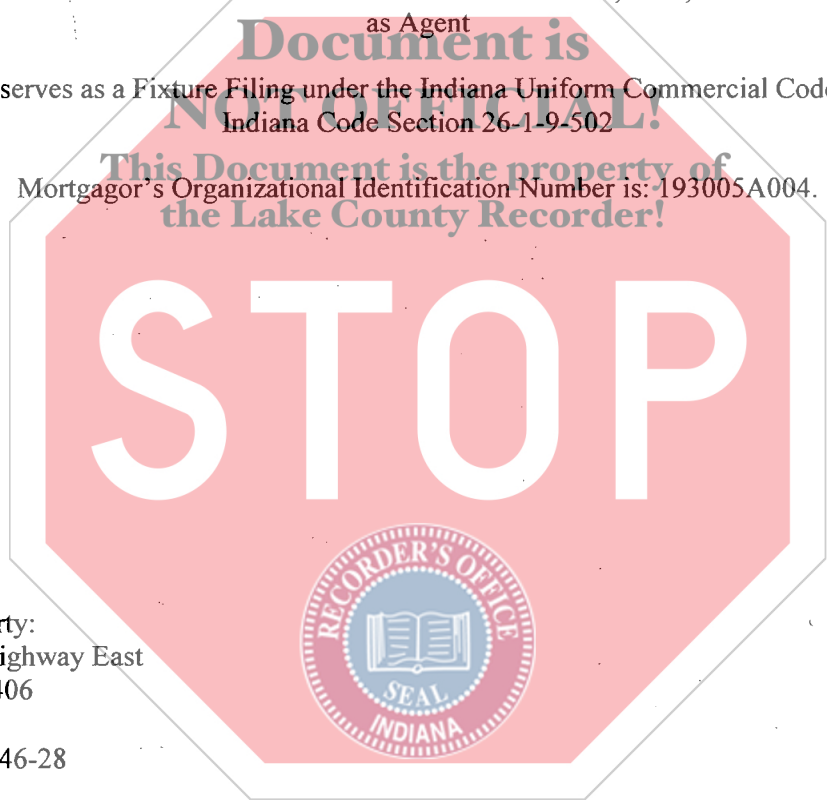 as Agent
Document is
serves as a Fixture Filing under the Indiana Uniform Commercial Code
NOT OFFICIAL!
Indiana Code Section 26-1-9-502
This Document is the property of
Mortgagor's Organizational Identification Number is: 193005A004.
the Lake County Recorder!
STOP
RECORDER'S OFFICE
SEAL
INDIANA
rty:
ighway East
406
46-28